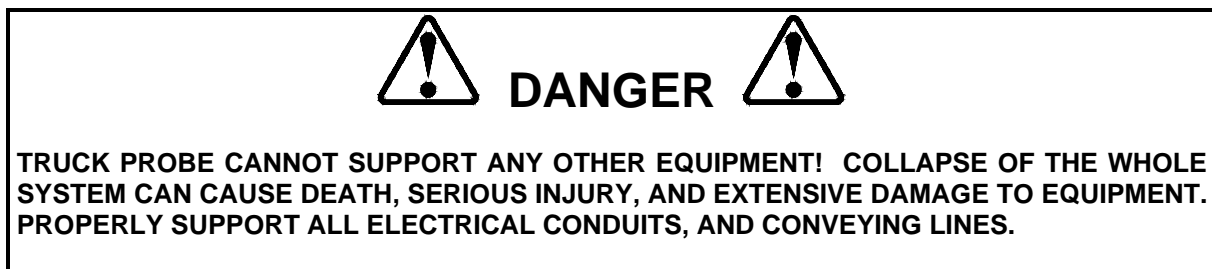 DANGER
TRUCK PROBE CANNOT SUPPORT ANY OTHER EQUIPMENT! COLLAPSE OF THE WHOLE
SYSTEM CAN CAUSE DEATH, SERIOUS INJURY, AND EXTENSIVE DAMAGE TO EQUIPMENT.
PROPERLY SUPPORT ALL ELECTRICAL CONDUITS, AND CONVEYING LINES.